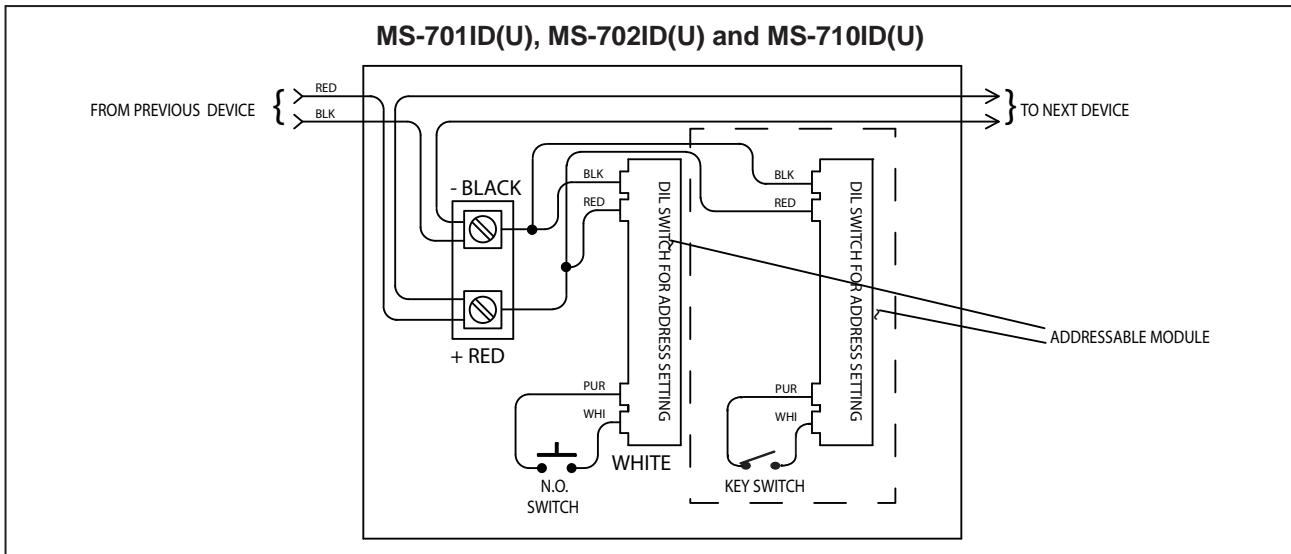 MS-701ID(U), MS-702ID(U) and MS-710ID(U)
RED
FROM PREVIOUS DEVICE {
BLK
} TO NEXT DEVICE
- BLACK
BLK
RED
DIL SWITCH FOR ADDRESS SETTING
BLK
RED
DIL SWITCH FOR ADDRESS SETTING
+ RED
ADDRESSABLE MODULE
PUR
WHI
WHITE
N.O.
SWITCH
PUR
WHI
KEY SWITCH